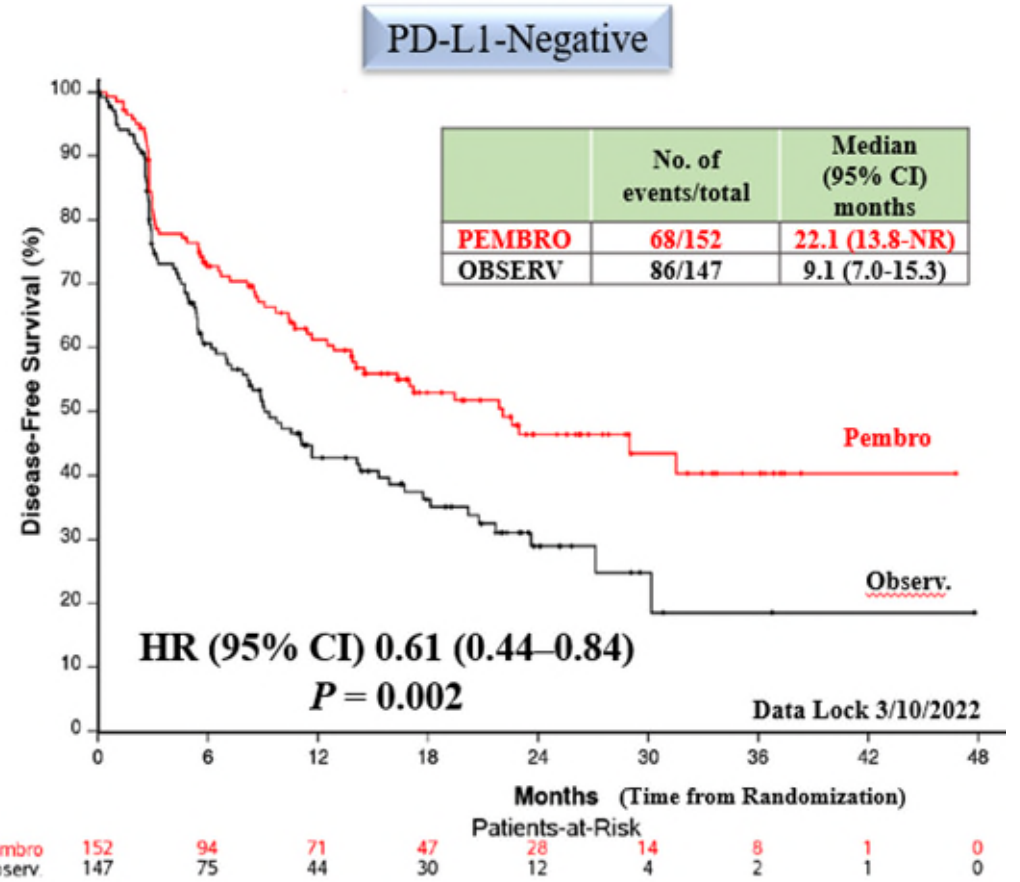 PD-L1-Negative
100
90
80
70
60
50
40
30
20
10
0
Disease-Free Survival (%)
No. of events/total
Median (95% CI) months
PEMBRO 68/152 22.1 (13.8-NR)
OBSERV 86/147 9.1 (7.0-15.3)
Pembro
Observ.
HR (95% CI) 0.61 (0.44–0.84)
P = 0.002
Data Lock 3/10/2022
0 6 12 18 24 30 36 42 48
Months (Time from Randomization)
Patients-at-Risk
mbro 152 94 71 47 28 14 8 1 0
serv. 147 75 44 30 12 4 2 1 0